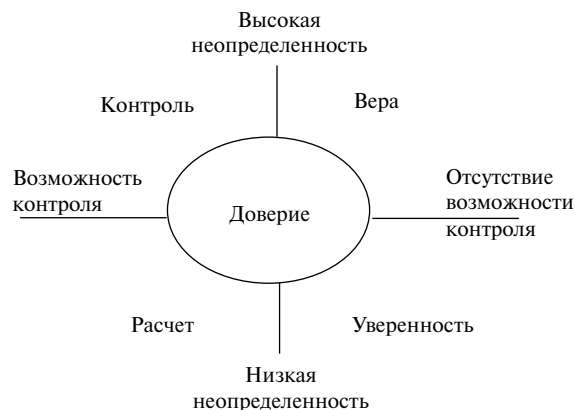 Высокая
неопределенность
Контроль
Вера
Возможность
контроля
Отсутствие
возможности
контроля
Доверие
Расчет
Уверенность
Низкая
неопределенность